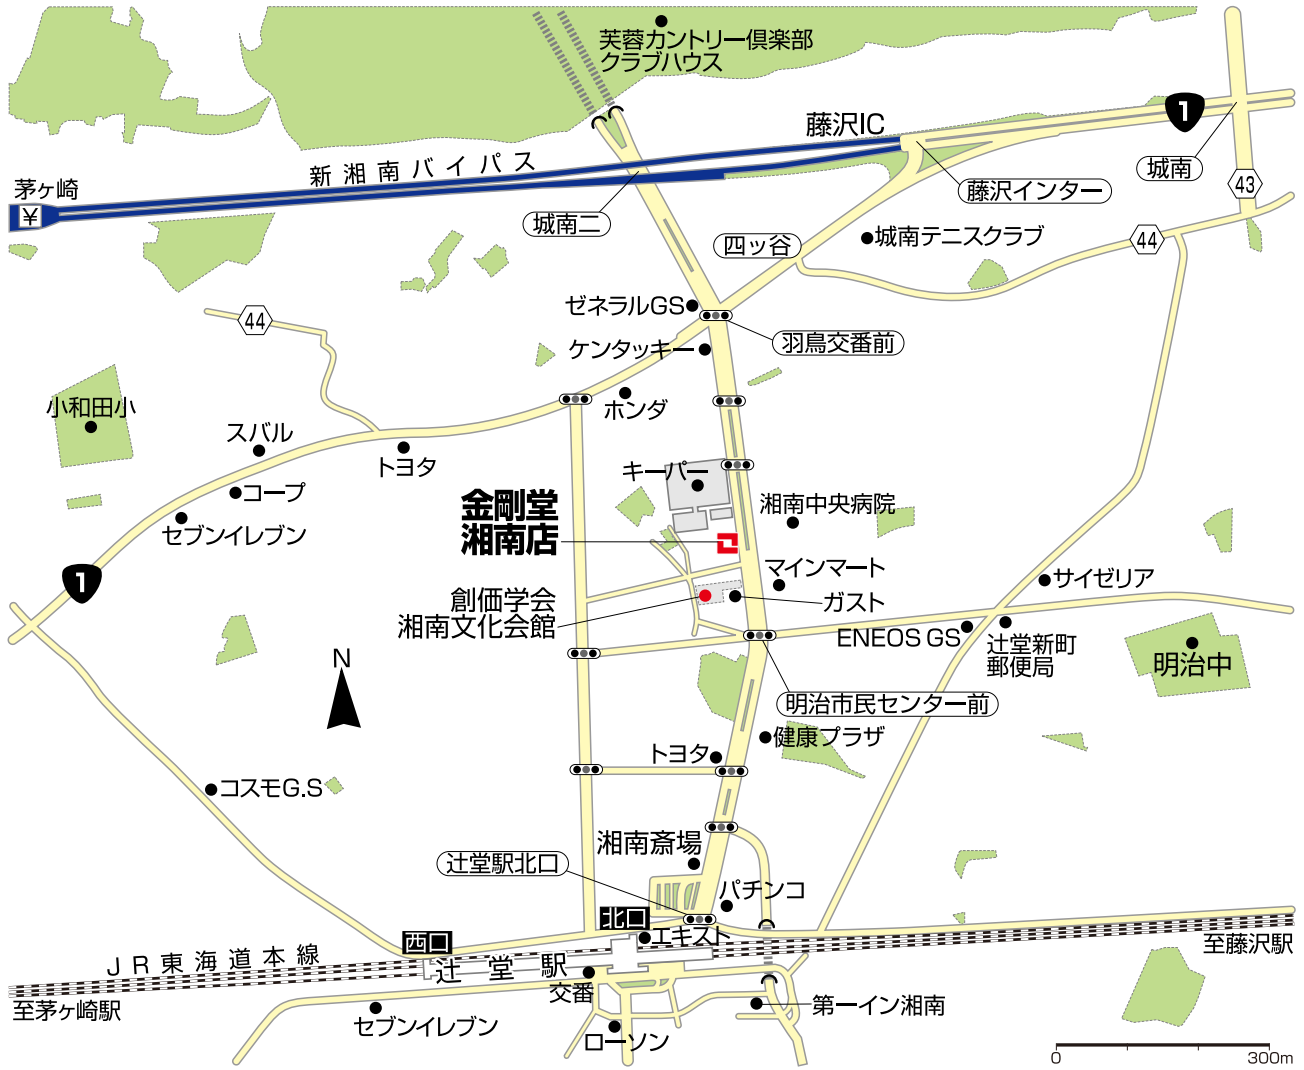 芙蓉カントリー倶楽部
クラブハウス
1
藤沢IC
新湘南バイパス
城南
茅ヶ崎
¥
藤沢インター
43
城南二
四ッ谷
城南テニスクラブ
44
ゼネラルGS
44
羽鳥交番前
ケンタッキー
ホンダ
小和田小
スバル
トヨタ
キーパー
コープ
湘南中央病院
金剛堂
湘南店
セブンイレブン
マインマート
サイゼリア
1
創価学会
湘南文化会館
ガスト
ENEOS GS
辻堂新町
郵便局
明治中
N
明治市民センター前
健康プラザ
トヨタ
コスモG.S
湘南斎場
辻堂駅北口
パチンコ
北口
西口
エキスト
至藤沢駅
JR東海道本線
辻堂駅
交番
至茅ヶ崎駅
第一イン湘南
セブンイレブン
ローソン
0
300m